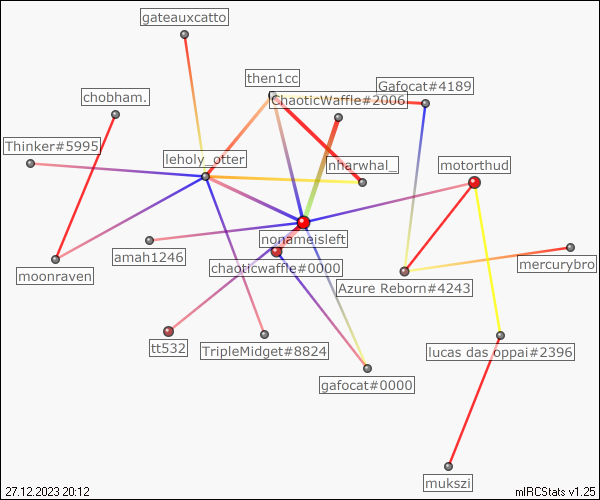 gateauxcatto
then1cc
Gafocat#4189
chobham.
ChaoticWaffle#2006
Thinker#5995
leholy_otter
nharwhal_
motorthud
nonameisleft
amah1246
mercurybro
moonraven
chaoticwaffle#0000
Azure Reborn#4243
tt532
TripleMidget#8824
lucas das oppai#2396
gafocat#0000
mukszi
27.12.2023 20:12
mIRCStats v1.25